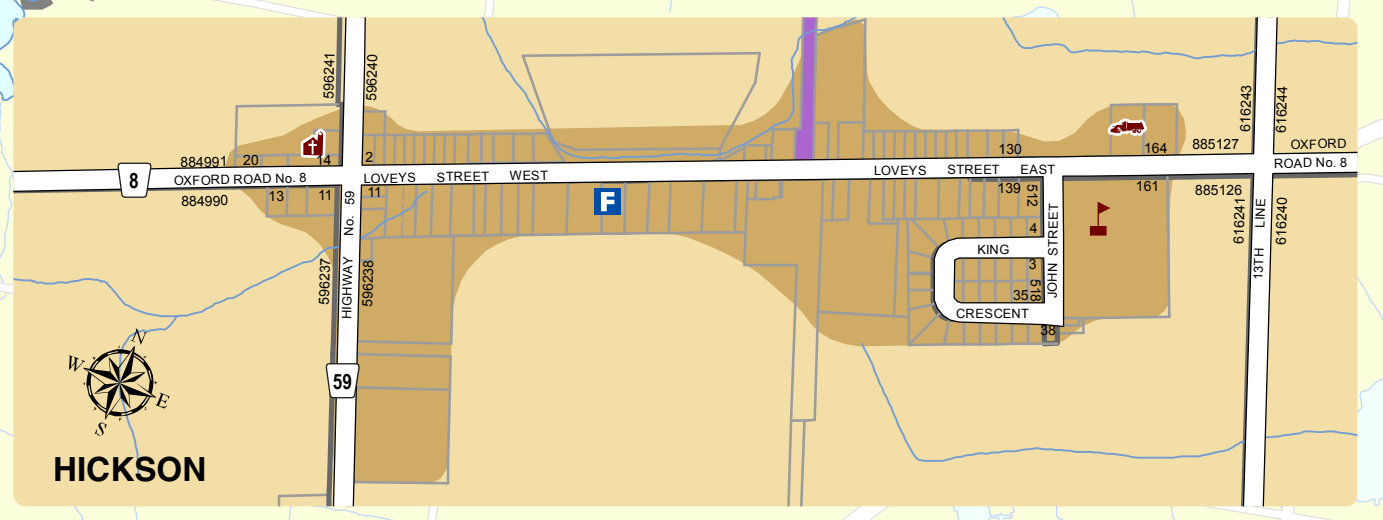 596241
596240
616243
616244
884991
20
14
2
130
164
885127
OXFORD
8
OXFORD ROAD No. 8
LOVEYS STREET WEST
LOVEYS STREET EAST
ROAD No. 8
884990
13
11
11
F
139
512
161
885126
4
KING
3
518
35
CRESCENT
38
JOHN STREET
HIGHWAY No. 59
596237
596238
616241
13TH LINE
616240
N
W
E
S
59
HICKSON